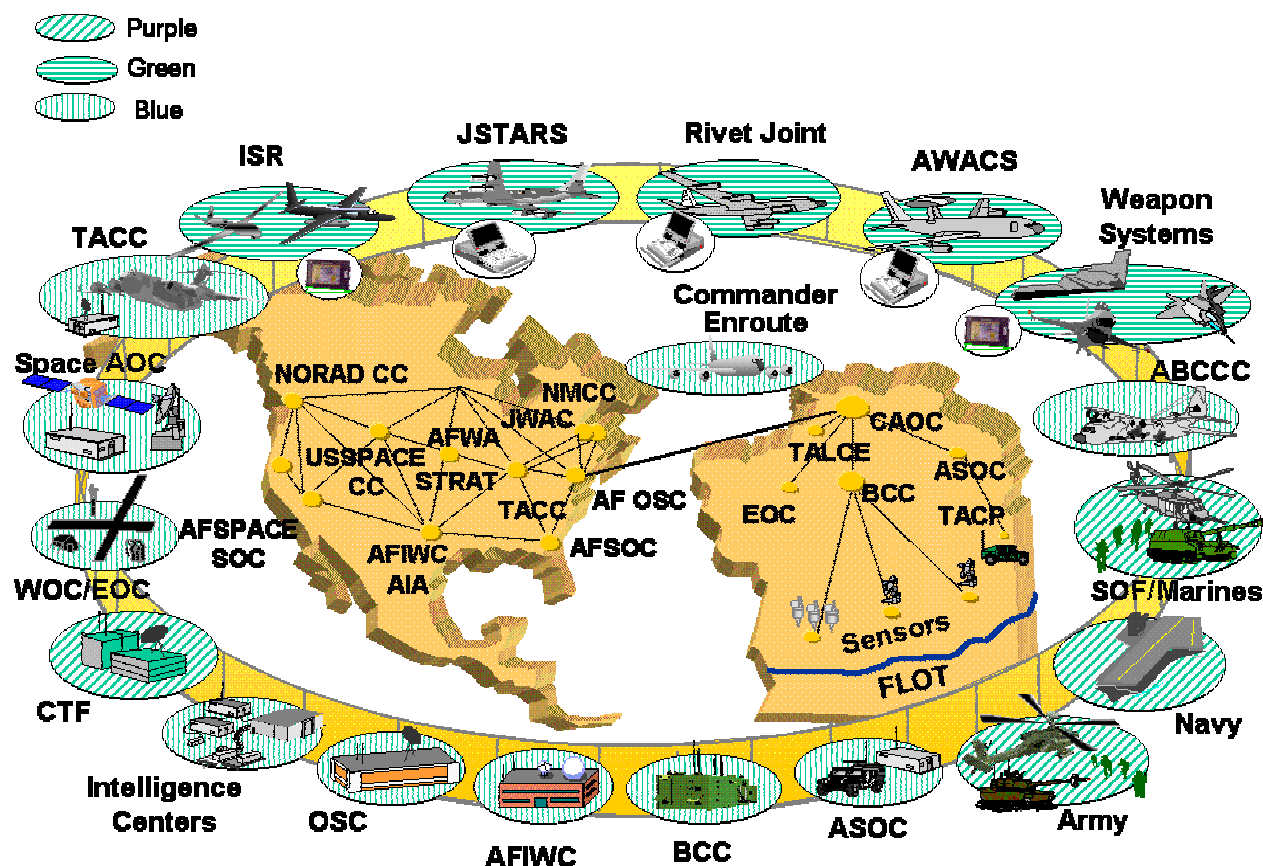 Purple
Green
Blue
JSTARS
Rivet Joint
ISR
AWACS
Weapon
Systems
TACC
Commander
Enroute
Space AOC
ABCCC
NORAD CC
NMCC
JWAC
CAOC
AFWA
TALCE
USSPACE
CC
STRAT
ASOC
BCC
AF OSC
TACC
EOC
TACP
AFSPACE
SOC
AFSOC
AFIWC
AIA
WOC/EOC
SOF/Marines
Sensors
FLOT
CTF
Navy
Intelligence
Centers
OSC
ASOC
Army
AFIWC
BCC